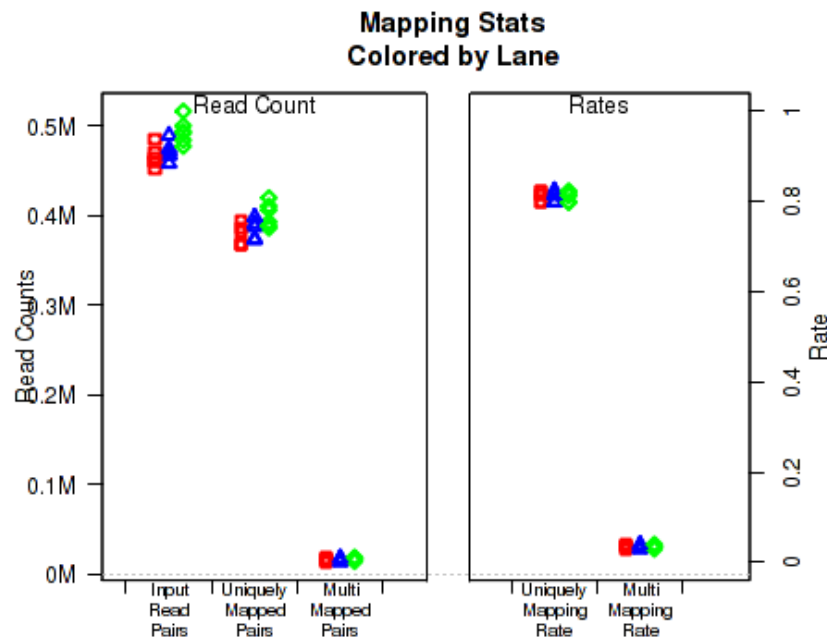 Mapping Stats
Colored by Lane
Read Count
Rates
0.5M
0.4M
0.3M
0.2M
0.1M
0M
Read Counts
1
0.8
0.6
0.4
0.2
0
Rate
Input
Read
Pairs
Uniquely
Mapped
Pairs
Multi
Mapped
Pairs
Uniquely
Mapping
Rate
Multi
Mapping
Rate